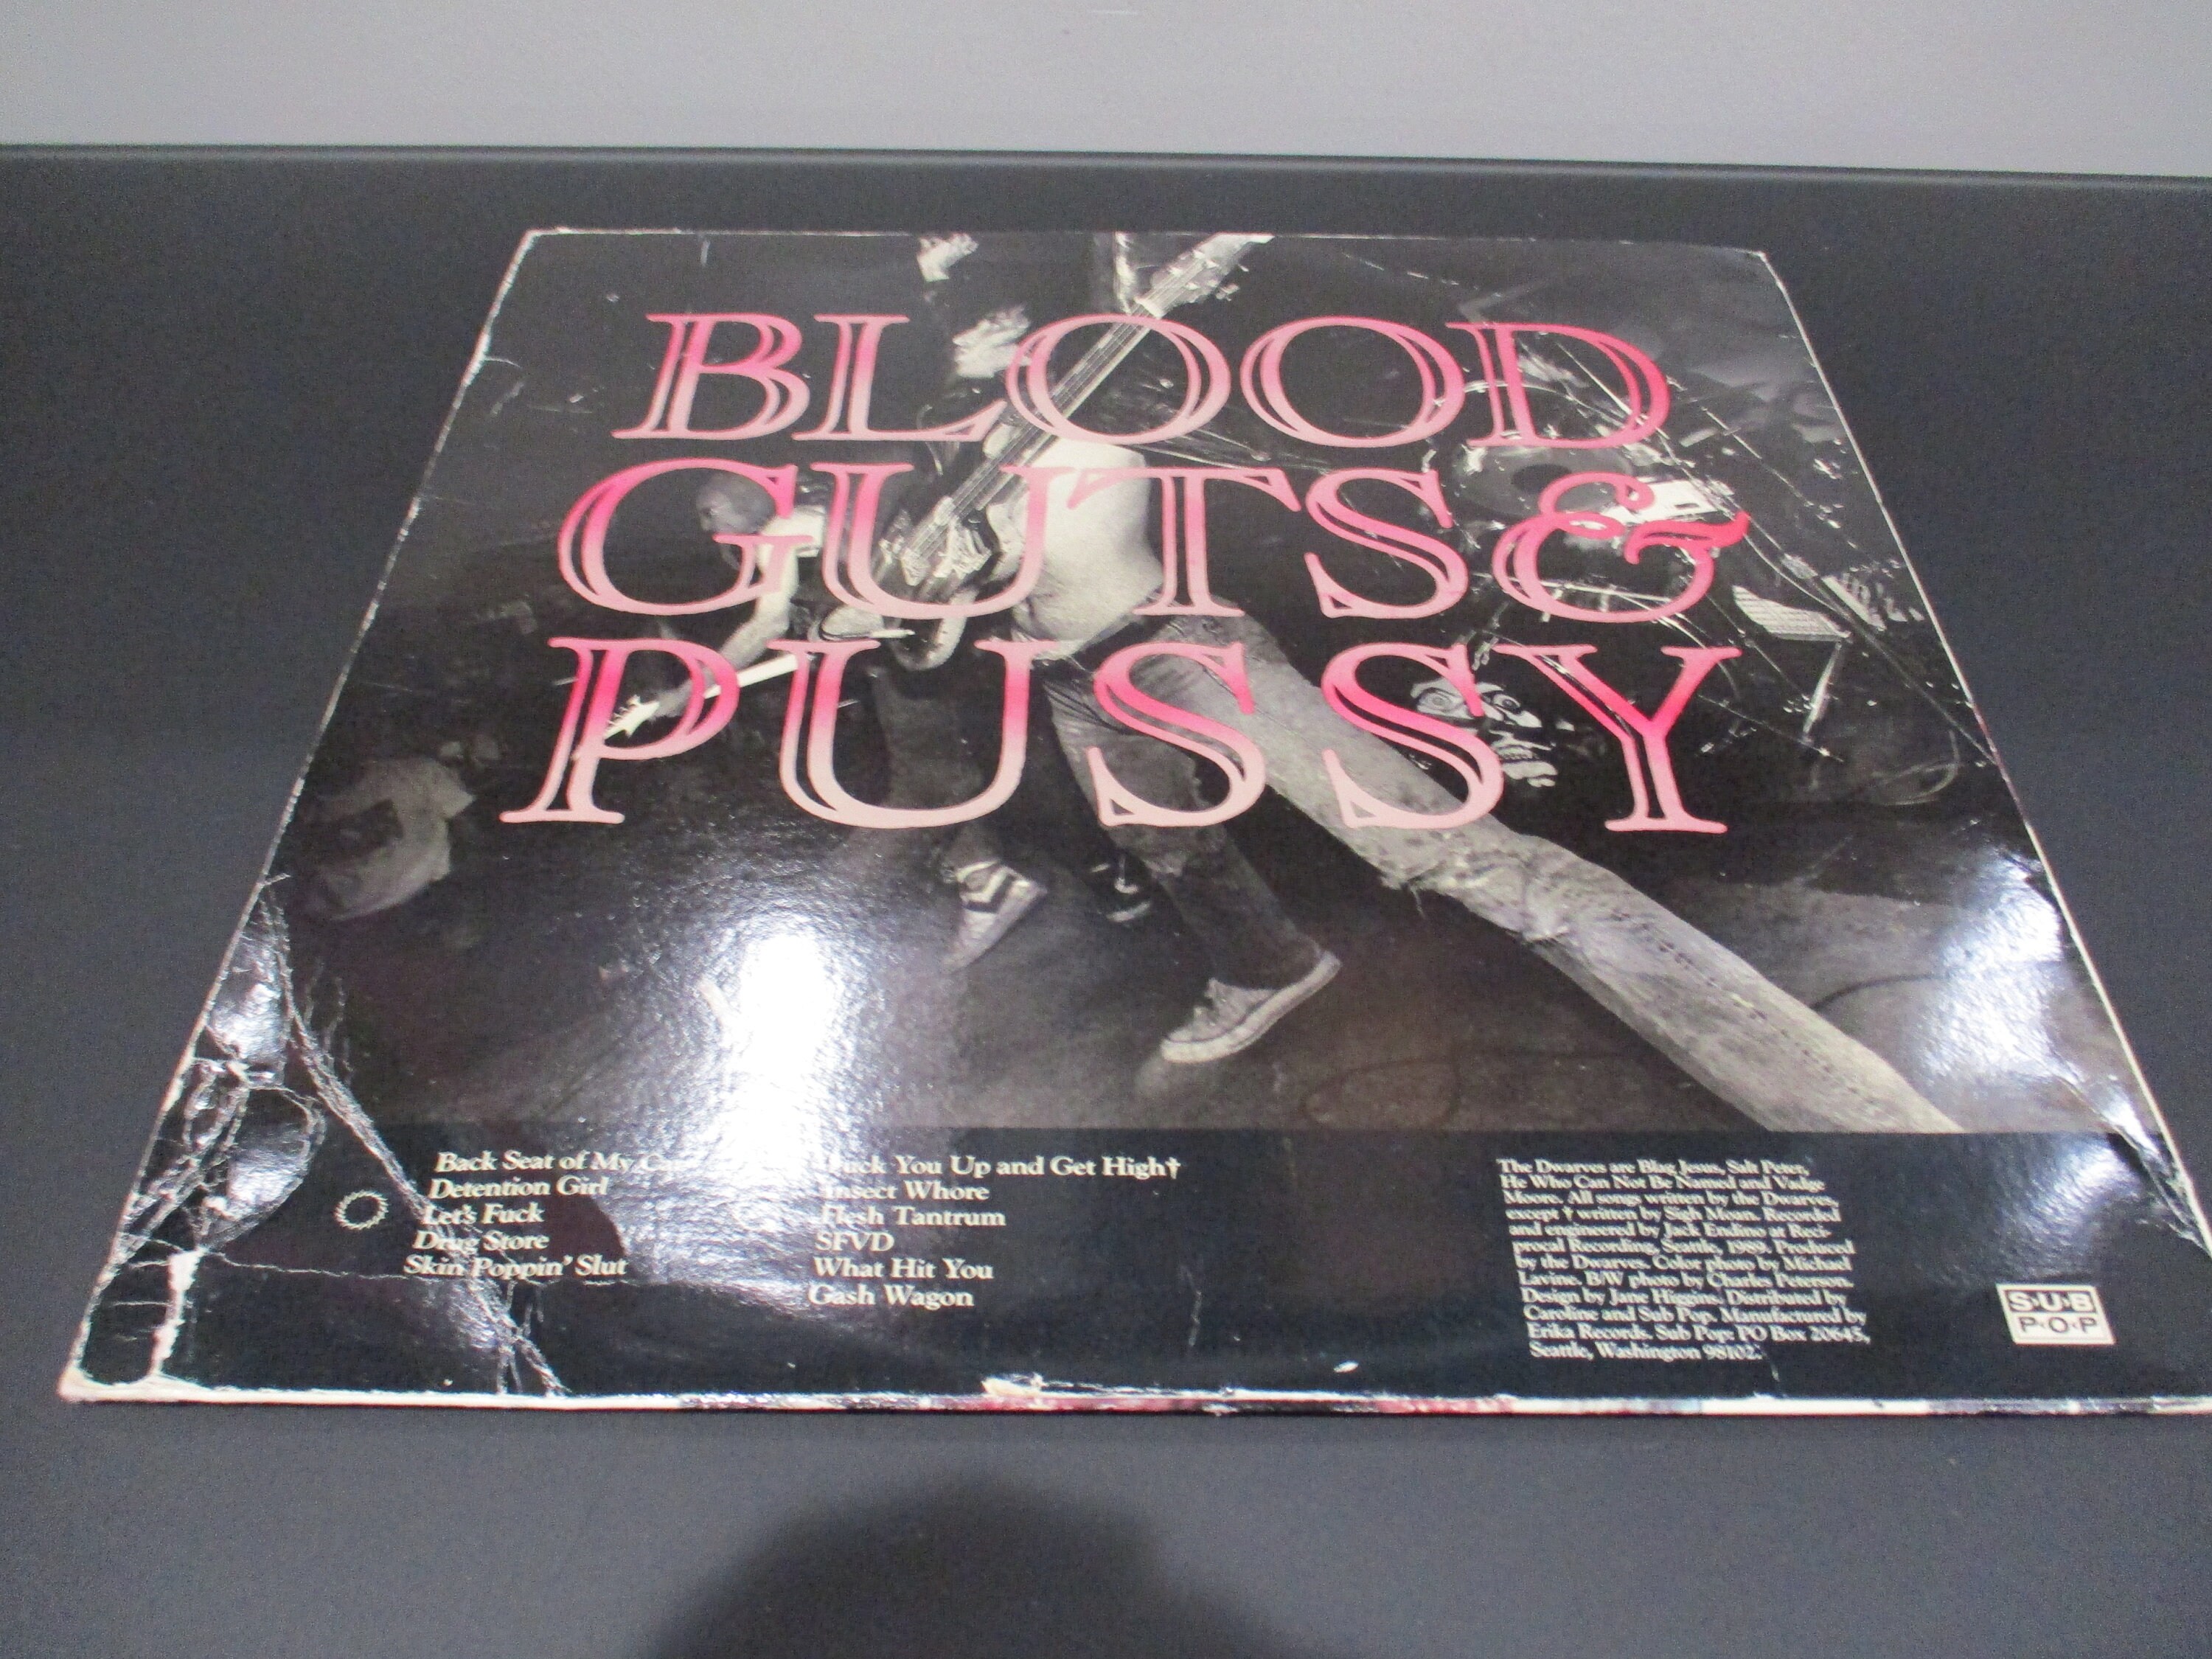 BLOOD
GUTS &
PUSSY
Back Seat of My
Detention Girl
Let's Fuck
Drug Store
Skin Poppin' Slut
You Up and Get High†
Insect Whore
Flesh Tantrum
SFVD
What Hit You
Gash Wagon
The Dwarves are Blag Jesus, Salt Peter,
He Who Can Not Be Named and Vadge
Moore. All songs written by the Dwarves,
except † written by Sigh Moan. Recorded
and engineered by Jack Endino at Reci-
procal Recording, Seattle, 1989. Produced
by the Dwarves. Color photo by Michael
Lavine. B/W photo by Charles Peterson.
Design by Jane Higgins. Distributed by
Caroline and Sub Pop. Manufactured by
Erika Records. Sub Pop: PO Box 20645,
Seattle, Washington 98102.
SUB
POP